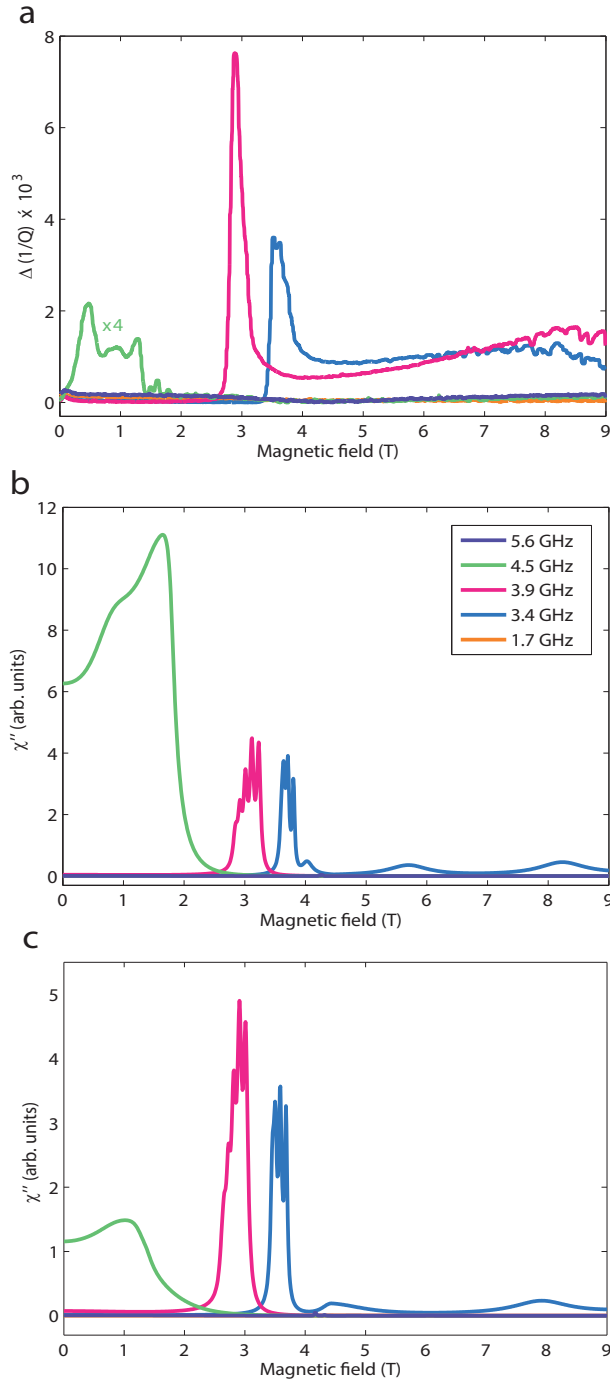 a
8
6
4
2
0
Δ (1/Q) x́ 10³
x4
0 1 2 3 4 5 6 7 8 9
Magnetic field (T)
b
12
10
8
6
4
2
0
χ'' (arb. units)
5.6 GHz
4.5 GHz
3.9 GHz
3.4 GHz
1.7 GHz
0 1 2 3 4 5 6 7 8 9
Magnetic field (T)
c
5
4
3
2
1
0
χ'' (arb. units)
0 1 2 3 4 5 6 7 8 9
Magnetic field (T)